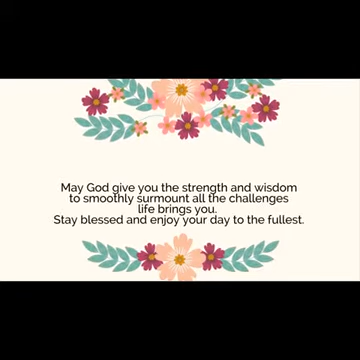 May God give you the strength and wisdom
to smoothly surmount all the challenges
life brings you.
Stay blessed and enjoy your day to the fullest.